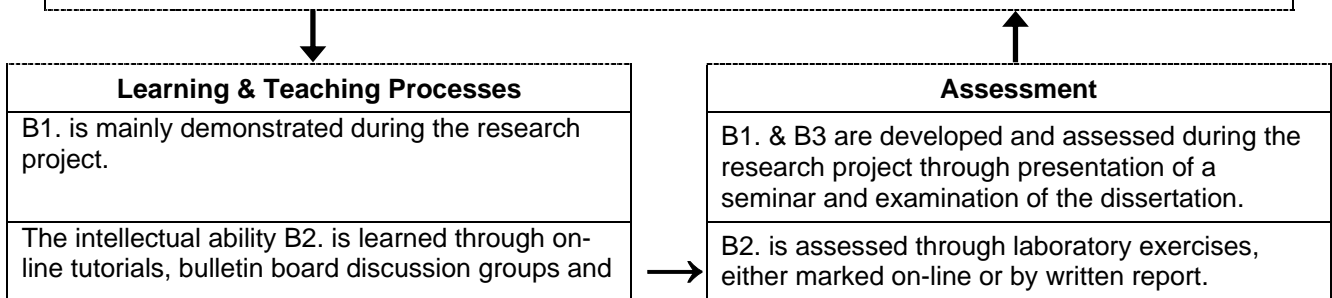 Learning & Teaching Processes
B1. is mainly demonstrated during the research
project.
The intellectual ability B2. is learned through on-
line tutorials, bulletin board discussion groups and
Assessment
B1. & B3 are developed and assessed during the
research project through presentation of a
seminar and examination of the dissertation.
B2. is assessed through laboratory exercises,
either marked on-line or by written report.